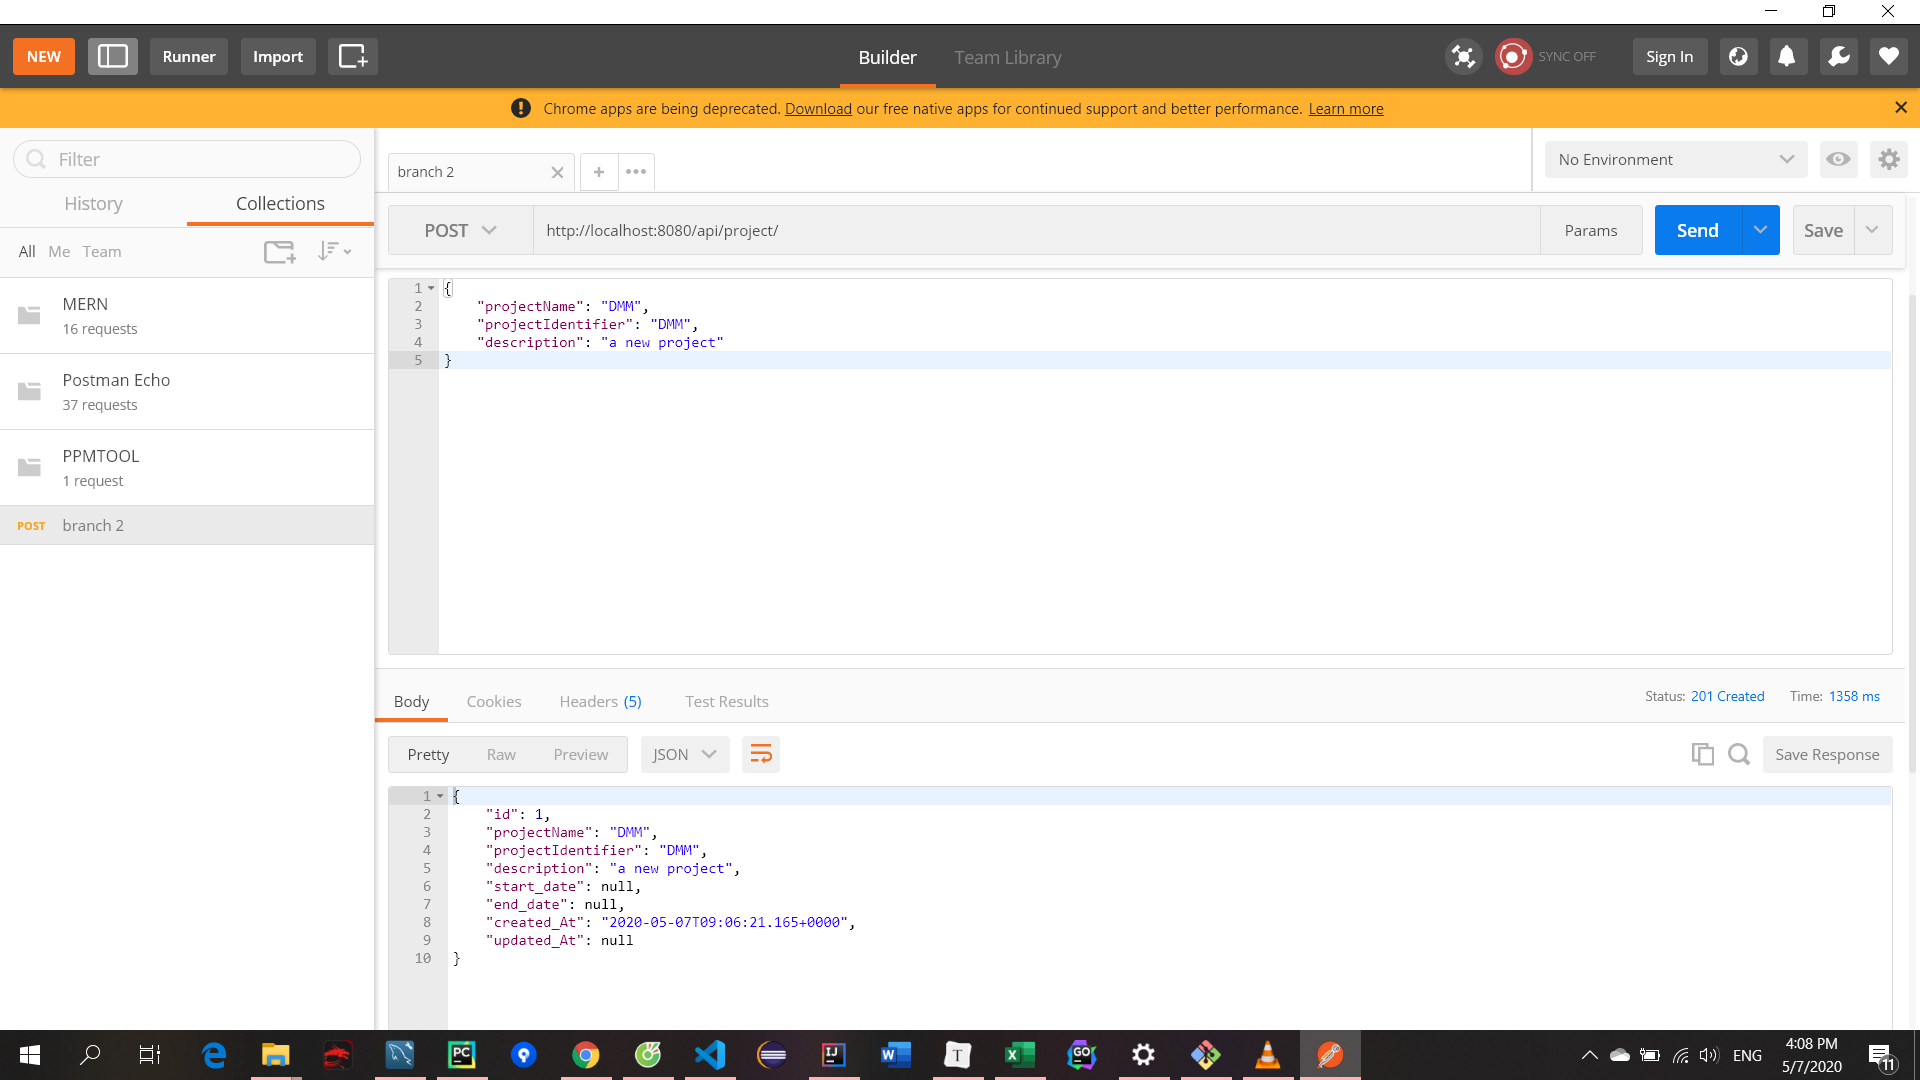 NEW
Runner
Import
Builder
Team Library
SYNC OFF
Sign In
Chrome apps are being deprecated. Download our free native apps for continued support and better performance. Learn more
Filter
History
Collections
All Me Team
MERN
16 requests
Postman Echo
37 requests
PPMTOOL
1 request
POST branch 2
branch 2
No Environment
POST
http://localhost:8080/api/project/
Params
Send
Save
1 {
2 "projectName": "DMM",
3 "projectIdentifier": "DMM",
4 "description": "a new project"
5 }
Body
Cookies
Headers (5)
Test Results
Status: 201 Created
Time: 1358 ms
Pretty
Raw
Preview
JSON
Save Response
1 {
2 "id": 1,
3 "projectName": "DMM",
4 "projectIdentifier": "DMM",
5 "description": "a new project",
6 "start_date": null,
7 "end_date": null,
8 "created_At": "2020-05-07T09:06:21.165+0000",
9 "updated_At": null
10 }
PC
IJ
W
T
X
GO
ENG
4:08 PM
5/7/2020
11